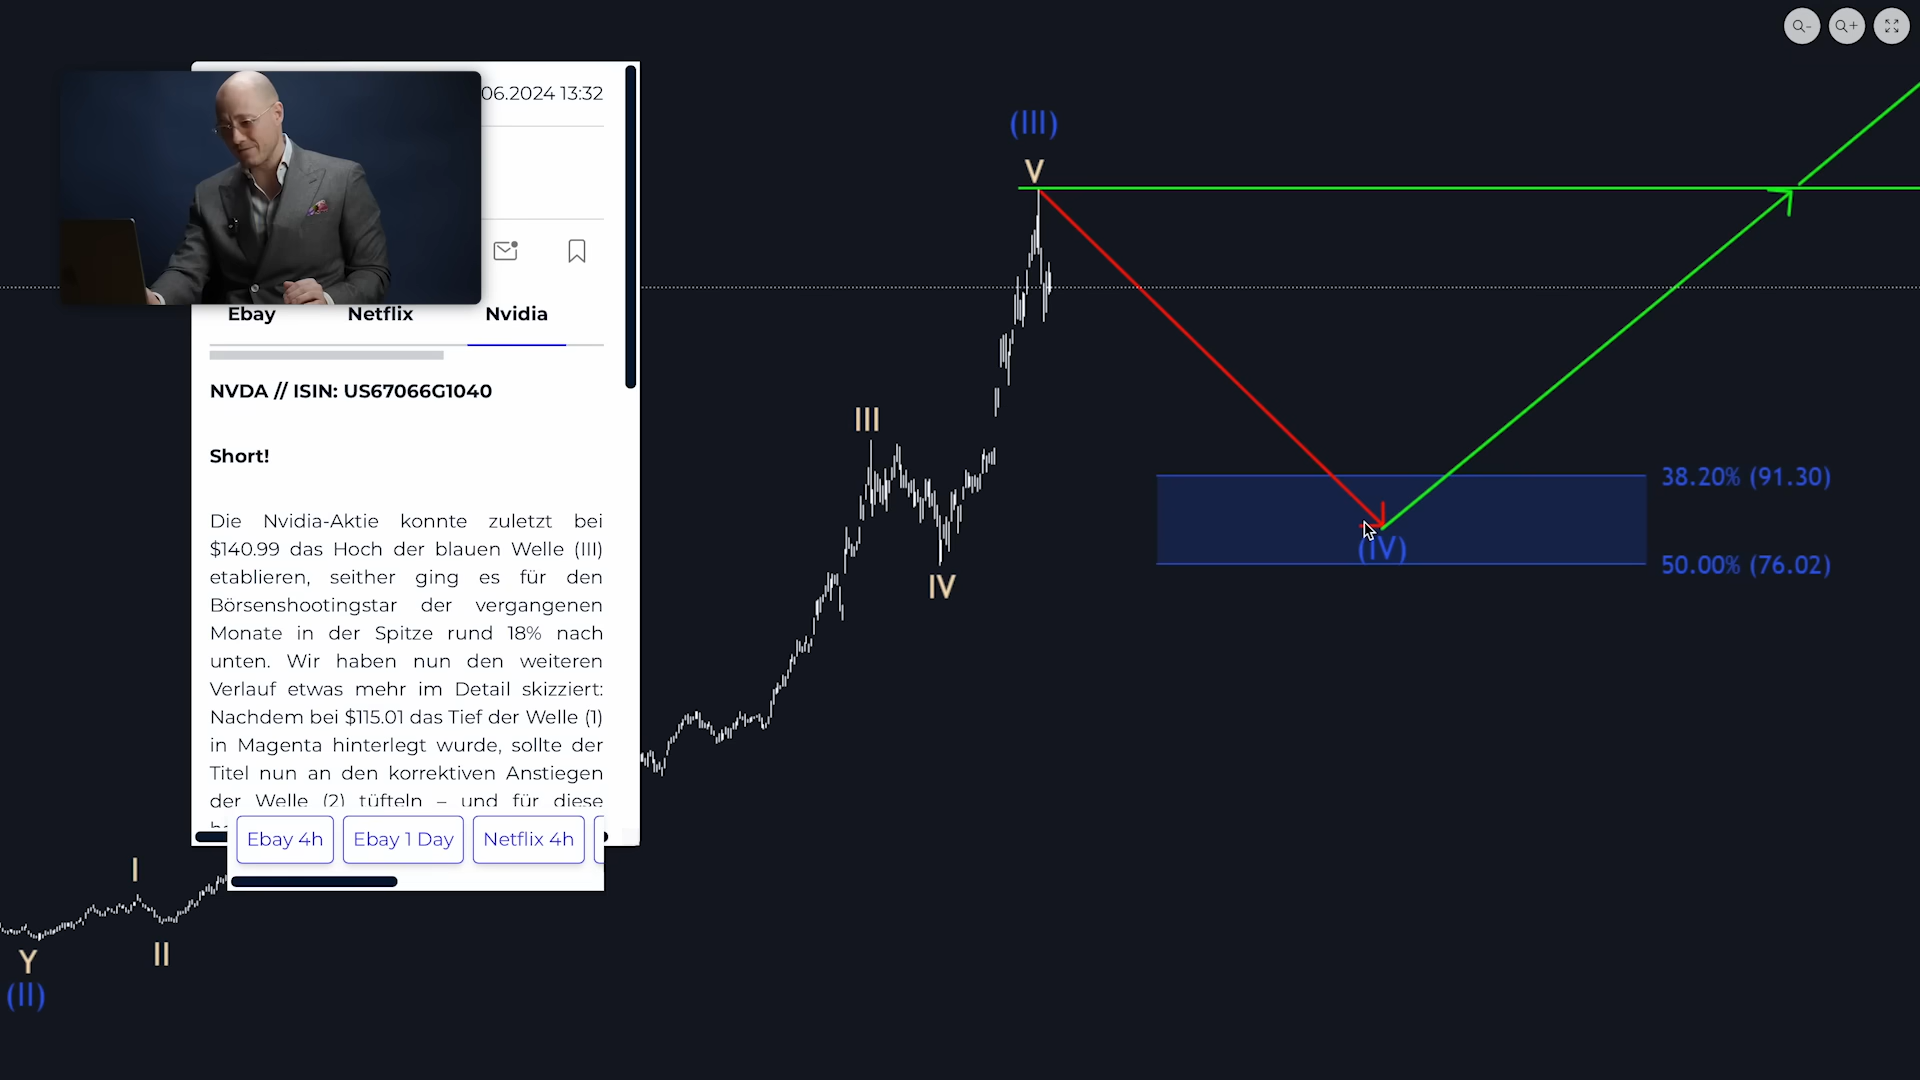 06.2024 13:32
Ebay Netflix Nvidia
NVDA // ISIN: US67066G1040
Short!
Die Nvidia-Aktie konnte zuletzt bei
$140.99 das Hoch der blauen Welle (III)
etablieren, seither ging es für den
Börsenshootingstar der vergangenen
Monate in der Spitze rund 18% nach
unten. Wir haben nun den weiteren
Verlauf etwas mehr im Detail skizziert:
Nachdem bei $115.01 das Tief der Welle (1)
in Magenta hinterlegt wurde, sollte der
Titel nun an den korrektiven Anstiegen
der Welle (2) tüfteln – und für diese
Ebay 4h Ebay 1 Day Netflix 4h
(III)
V
III
IV
I
II
Y
(II)
38.20% (91.30)
(IV)
50.00% (76.02)